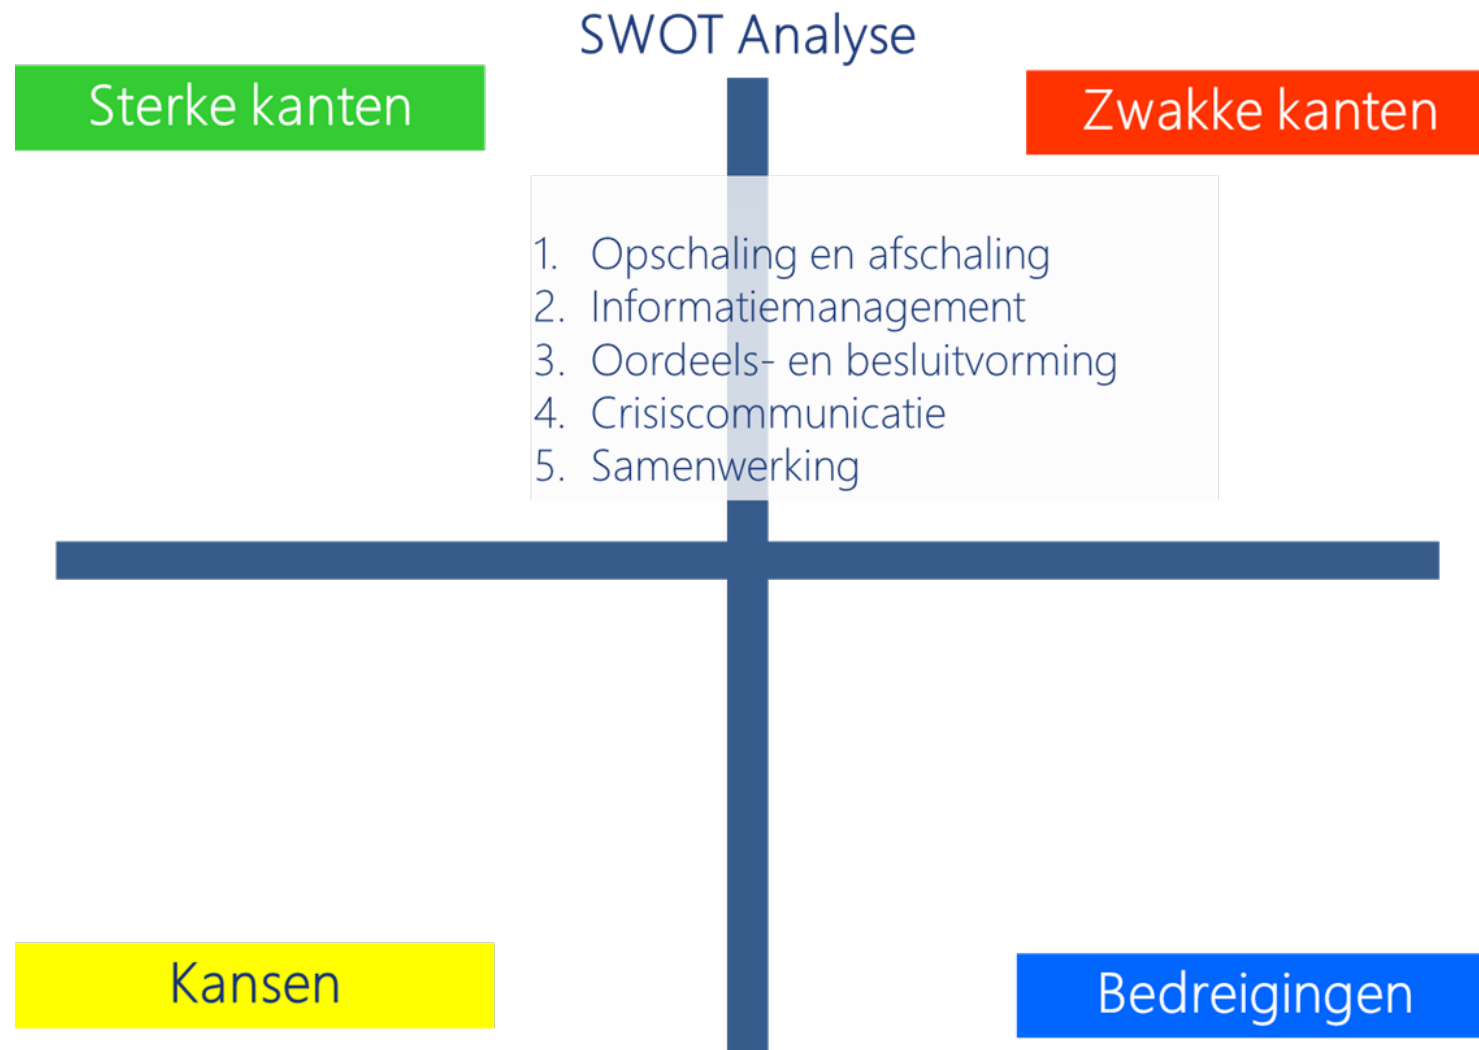 SWOT Analyse
Sterke kanten
Zwakke kanten
1. Opschaling en afschaling
2. Informatiemanagement
3. Oordeels- en besluitvorming
4. Crisiscommunicatie
5. Samenwerking
Kansen
Bedreigingen